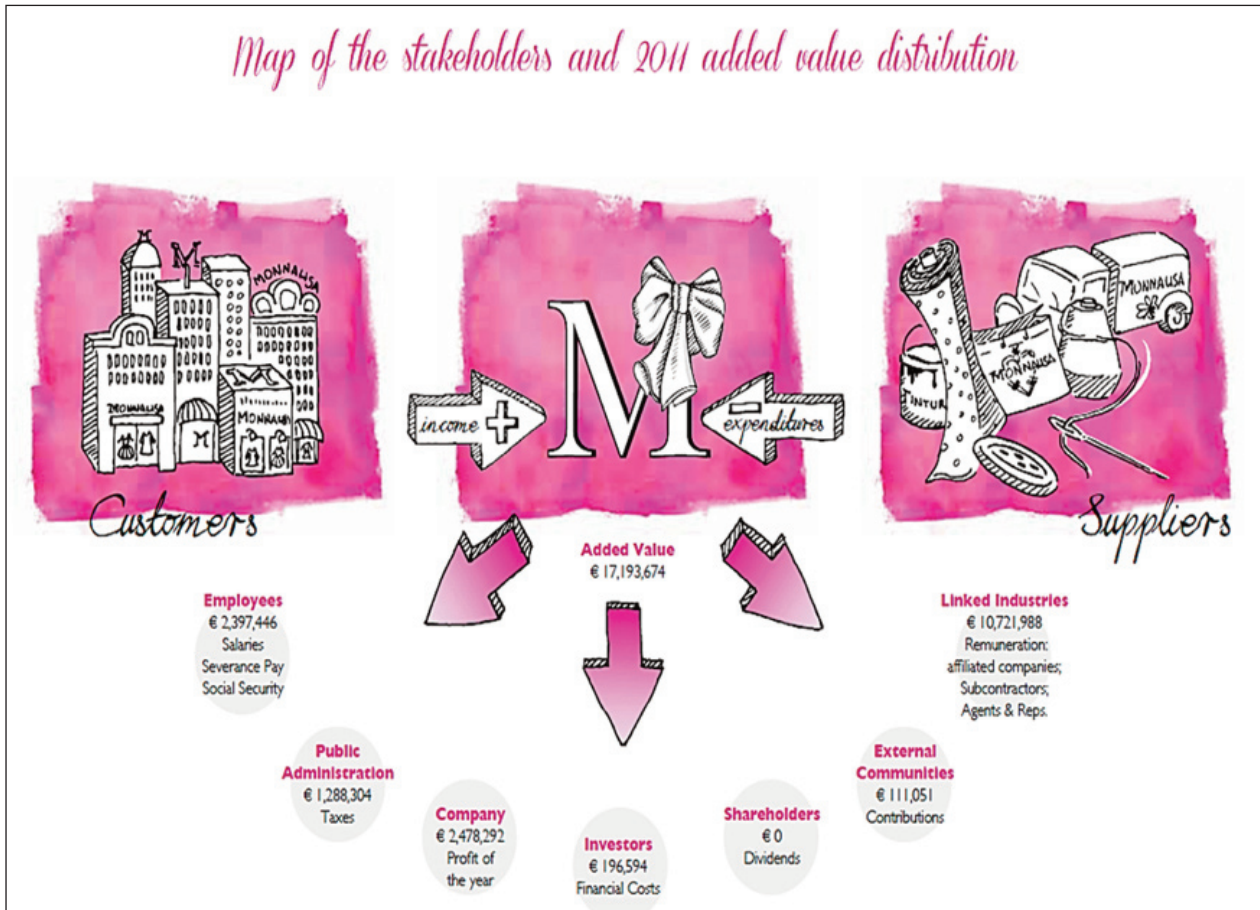 Map of the stakeholders and 2011 added value distribution
M
M
MONNALISA
MONNALISA
M
M
MONNALISA
Customers
income +
M
- expenditures
MONNALISA
MONNALISA
TINTUR
Suppliers
Added Value
€ 17,193,674
Employees
€ 2,397,446
Salaries
Severance Pay
Social Security
Linked Industries
€ 10,721,988
Remuneration:
affiliated companies;
Subcontractors;
Agents & Reps.
Public
Administration
€ 1,288,304
Taxes
Company
€ 2,478,292
Profit of
the year
Investors
€ 196,594
Financial Costs
Shareholders
€ 0
Dividends
External
Communities
€ 111,051
Contributions